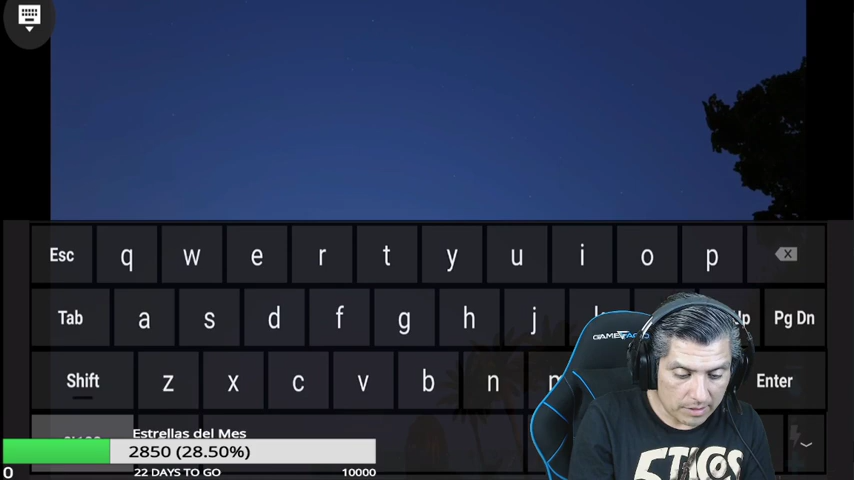 Esc q w e r t y u i o p
Tab a s d f g h j Pg Dn
Shift z x c v b n Enter
Estrellas del Mes
2850 (28.50%)
0 22 DAYS TO GO 10000